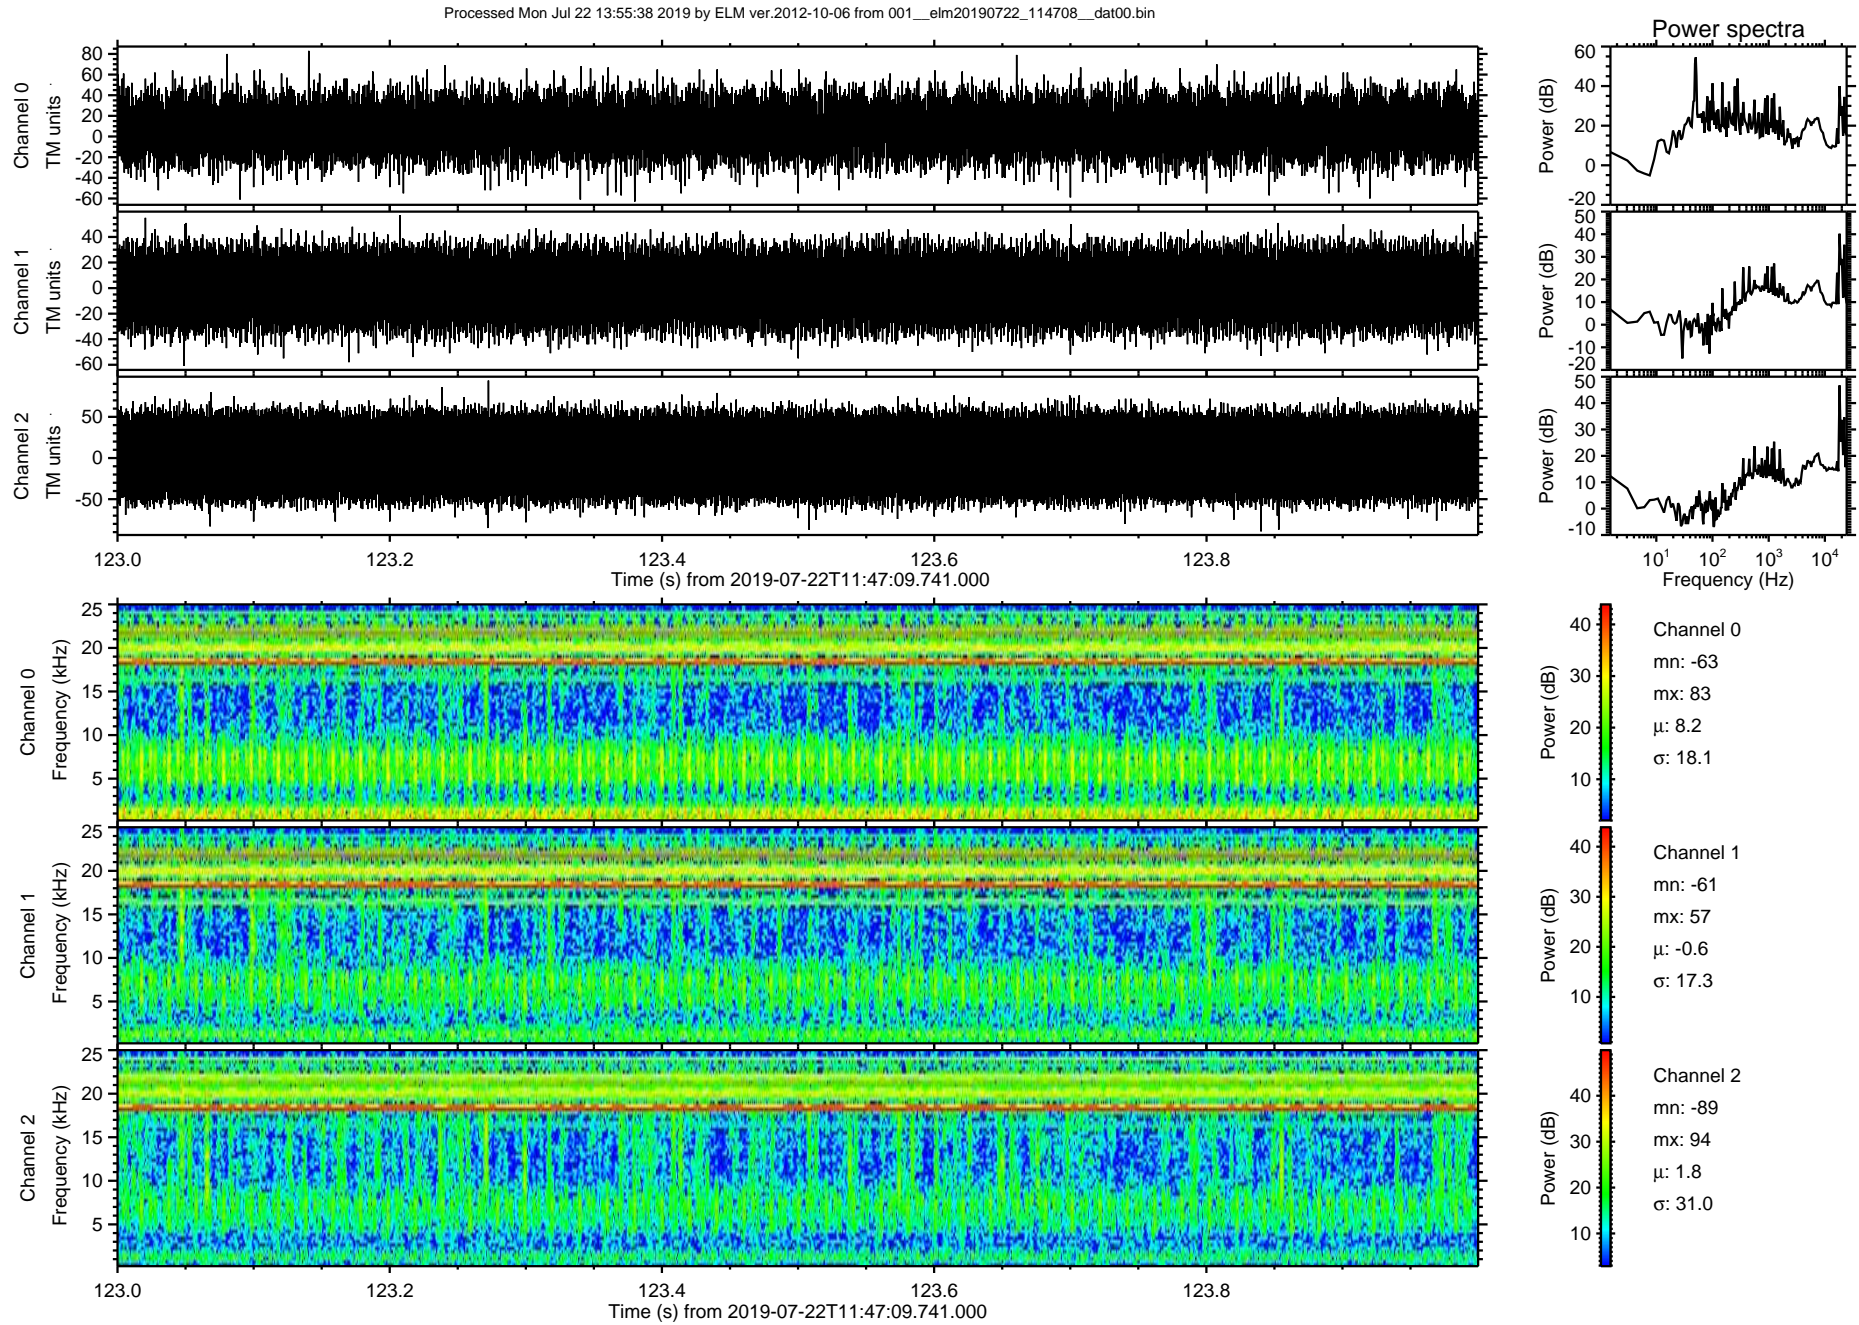 Processed Mon Jul 22 13:55:38 2019 by ELM ver.2012-10-06 from 001__elm20190722_114708__dat00.bin
Power spectra
Channel 0
TM units
80
60
40
20
0
-20
-40
-60
Power (dB)
60
40
20
0
-20
Channel 1
TM units
40
20
0
-20
-40
-60
Power (dB)
50
40
30
20
10
0
-10
-20
Channel 2
TM units
50
0
-50
Power (dB)
50
40
30
20
10
0
-10
123.0 123.2 123.4 123.6 123.8
Time (s) from 2019-07-22T11:47:09.741.000
10¹ 10² 10³ 10⁴
Frequency (Hz)
Channel 0
Frequency (kHz)
25
20
15
10
5
Power (dB)
40
30
20
10
Channel 0
mn: -63
mx: 83
μ: 8.2
σ: 18.1
Channel 1
Frequency (kHz)
25
20
15
10
5
Power (dB)
40
30
20
10
Channel 1
mn: -61
mx: 57
μ: -0.6
σ: 17.3
Channel 2
Frequency (kHz)
25
20
15
10
5
Power (dB)
40
30
20
10
Channel 2
mn: -89
mx: 94
μ: 1.8
σ: 31.0
123.0 123.2 123.4 123.6 123.8
Time (s) from 2019-07-22T11:47:09.741.000